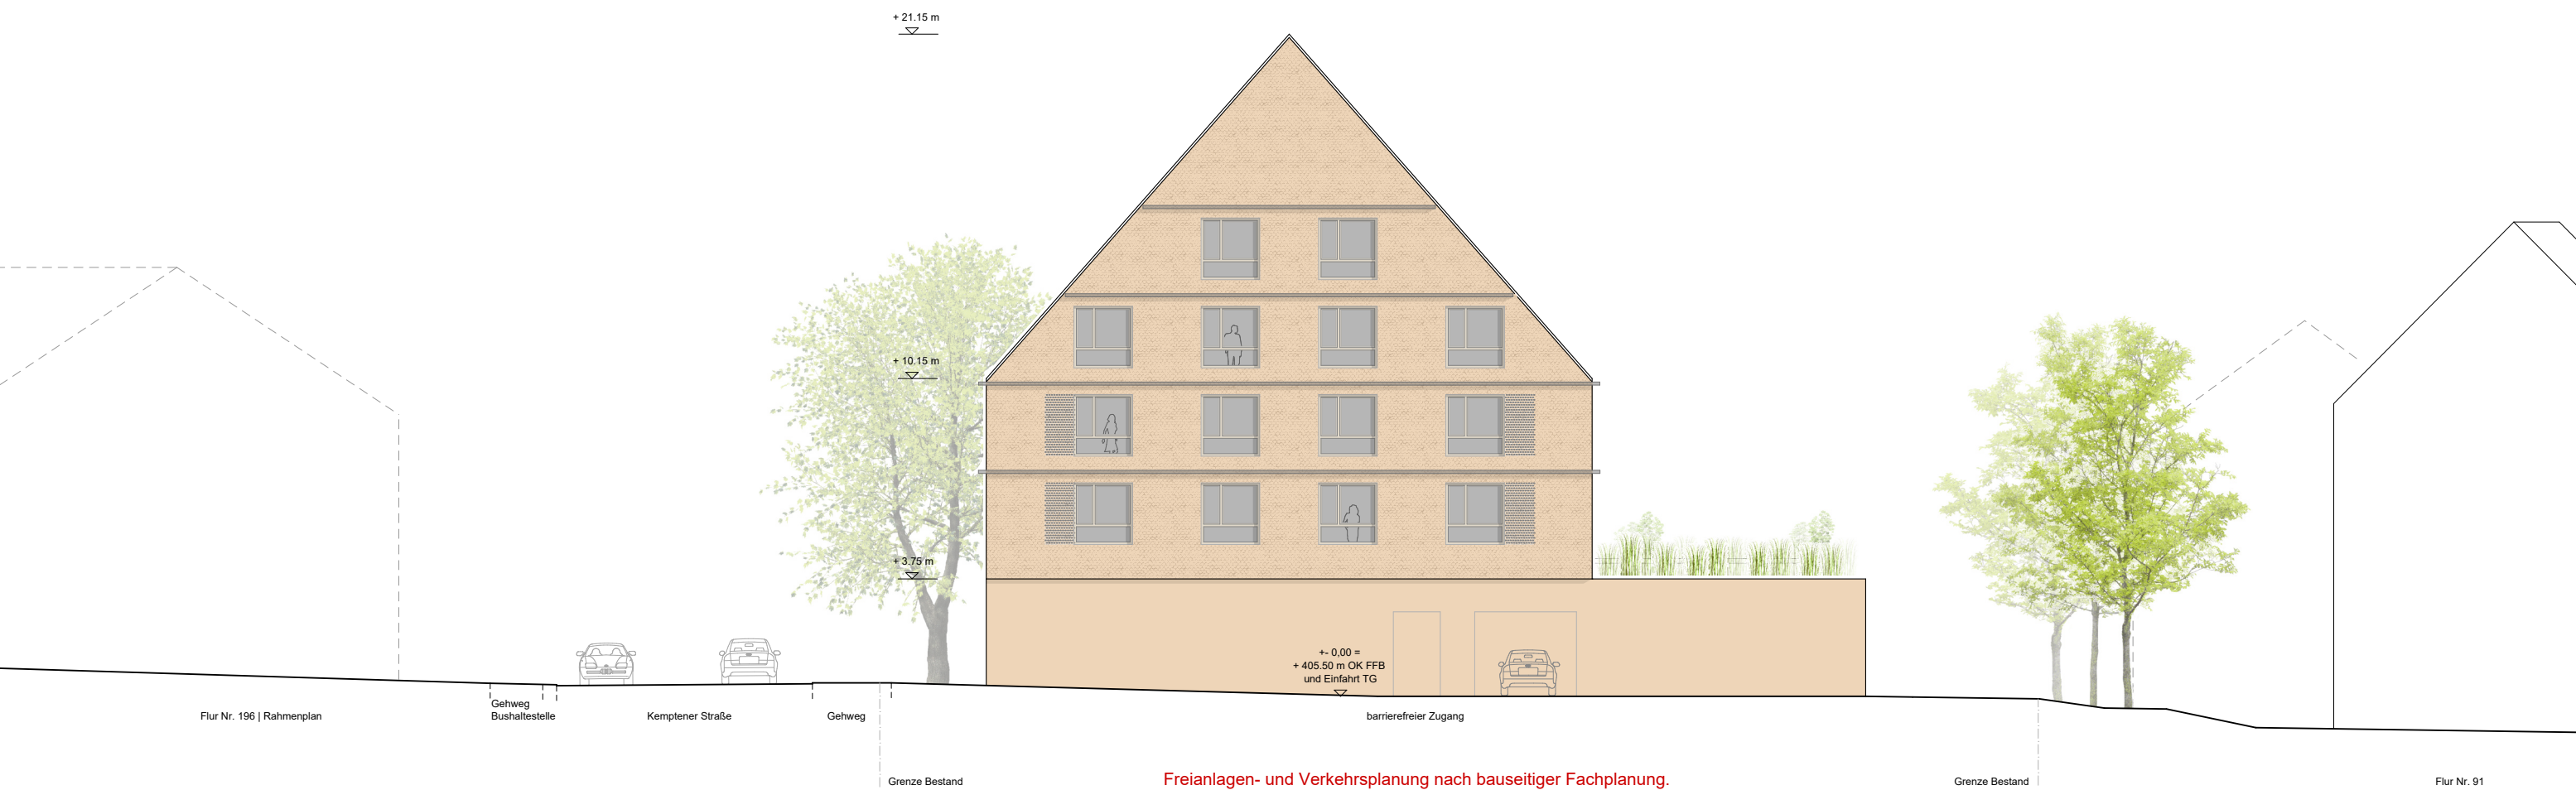 + 21.15 m
+ 10.15 m
+ 3.75 m
+- 0,00 =
+ 405.50 m OK FFB
und Einfahrt TG
Flur Nr. 196 | Rahmenplan
Gehweg
Bushaltestelle
Kemptener Straße
Gehweg
barrierefreier Zugang
Grenze Bestand
Freianlagen- und Verkehrsplanung nach bauseitiger Fachplanung.
Grenze Bestand
Flur Nr. 91